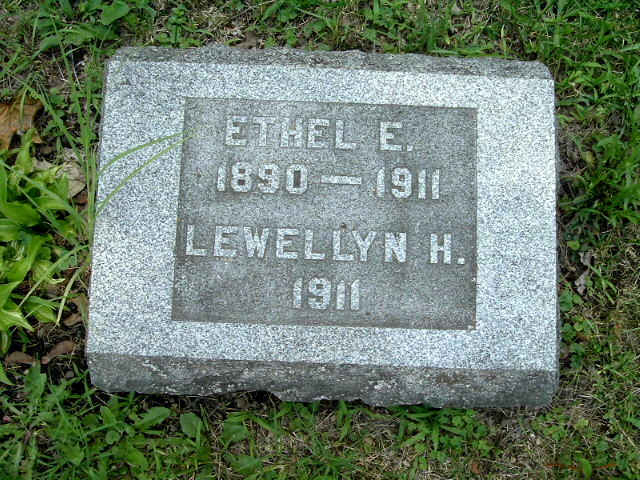 ETHEL E.
1890 — 1911
LEWELLYN H.
1911